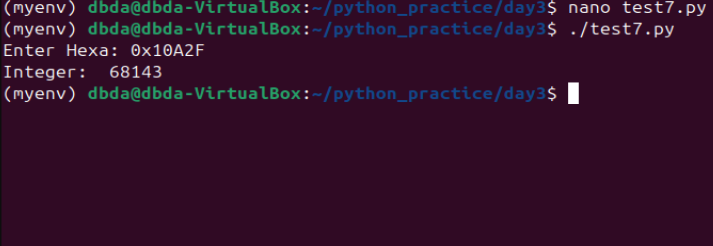 (myenv) dbda@dbda-VirtualBox:~/python_practice/day3$ nano test7.py
(myenv) dbda@dbda-VirtualBox:~/python_practice/day3$ ./test7.py
Enter Hexa: 0x10A2F
Integer:  68143
(myenv) dbda@dbda-VirtualBox:~/python_practice/day3$